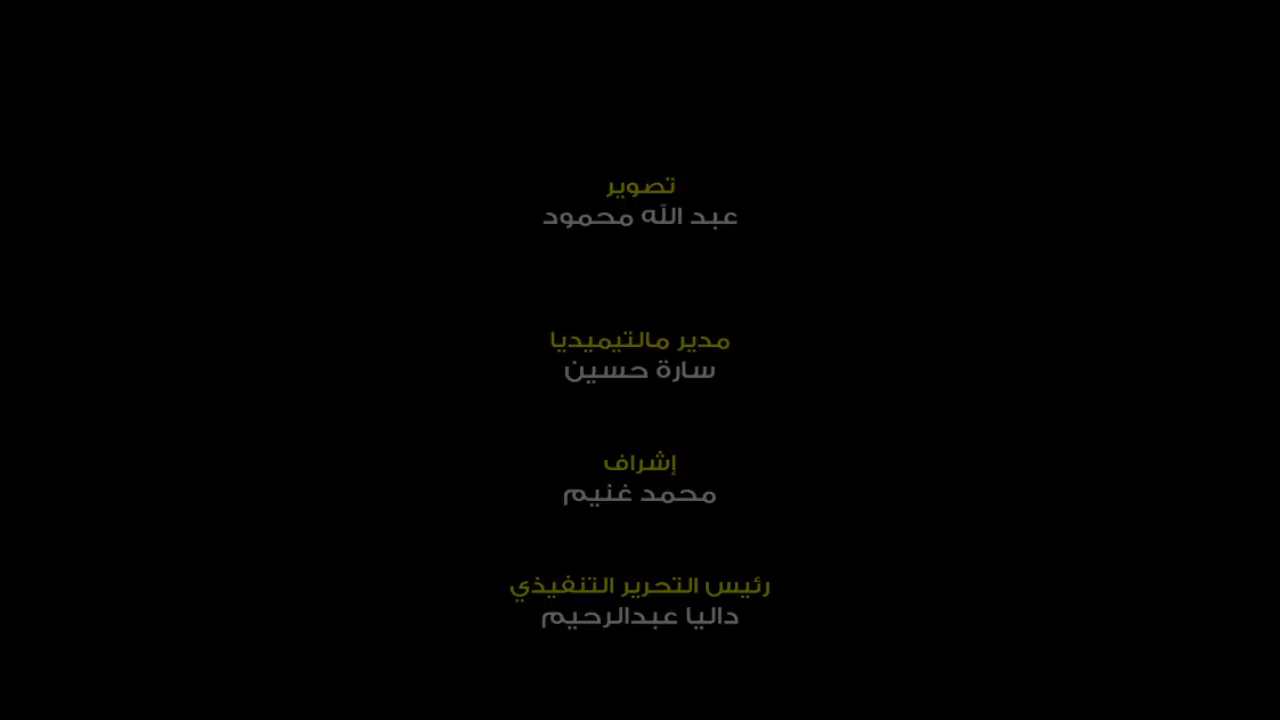 تصوير
عبد الله محمود
مدير مالتيميديا
سارة حسين
إشراف
محمد غنيم
رئيس التحرير التنفيذي
داليا عبدالرحيم